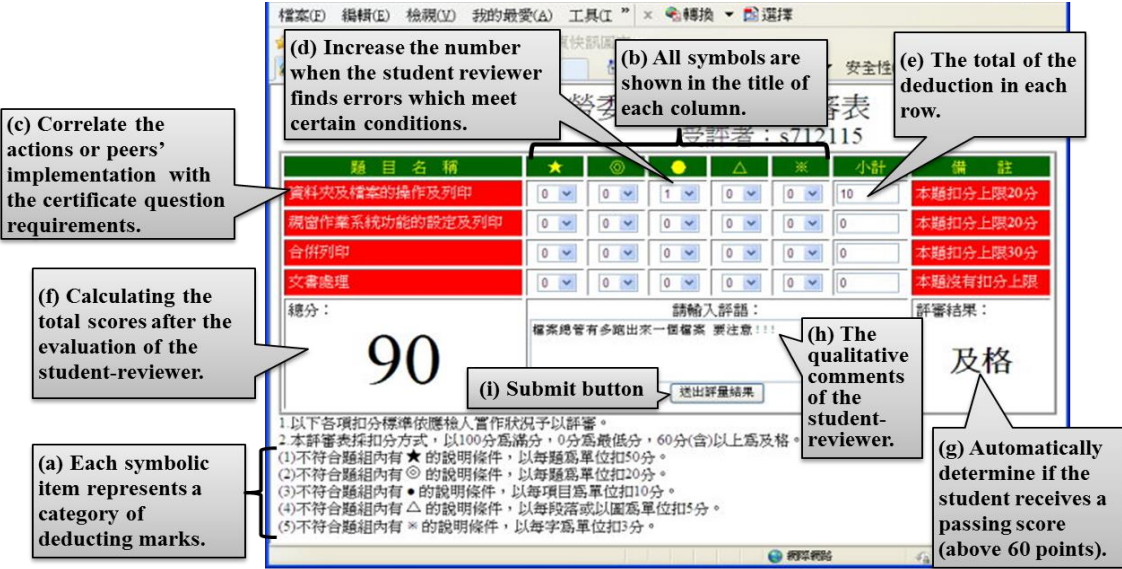 檔案(F) 編輯(E) 檢視(V) 我的最愛(A) 工具(T ” × 轉換 ▼ 選擇
(d) Increase the number
when the student reviewer
finds errors which meet
certain conditions.
(b) All symbols are
shown in the title of
each column.
(e) The total of the
deduction in each
row.
安全性
(c) Correlate the
actions or peers’
implementation with
the certificate question
requirements.
受評者：s712115
題 目 名 稱 ★ ◎ ● △ ※ 小計 備 註
資料夾及檔案的操作及列印 0 0 1 0 0 10 本題扣分上限20分
視窗作業系統功能的設定及列印 0 0 0 0 0 0 本題扣分上限20分
合併列印 0 0 0 0 0 0 本題扣分上限30分
文書處理 0 0 0 0 0 0 本題沒有扣分上限
總分：
90
請輸入評語：
檔案總管有多跑出來一個檔案 要注意!!!
送出評量結果
評審結果：
及格
(f) Calculating the
total scores after the
evaluation of the
student-reviewer.
(i) Submit button
(h) The
qualitative
comments
of the
student-
reviewer.
(g) Automatically
determine if the
student receives a
passing score
(above 60 points).
(a) Each symbolic
item represents a
category of
deducting marks.
1.以下各項扣分標準依應檢人實作狀況予以評審。
2.本評審表採扣分方式，以100分為滿分，0分為最低分，60分(含)以上為及格。
(1)不符合題組內有 ★ 的說明條件，以每題為單位扣50分。
(2)不符合題組內有 ◎ 的說明條件，以每題為單位扣20分。
(3)不符合題組內有 ● 的說明條件，以每項目為單位扣10分。
(4)不符合題組內有 △ 的說明條件，以每段落或以圖為單位扣5分。
(5)不符合題組內有 ※ 的說明條件，以每字為單位扣3分。
網際網路